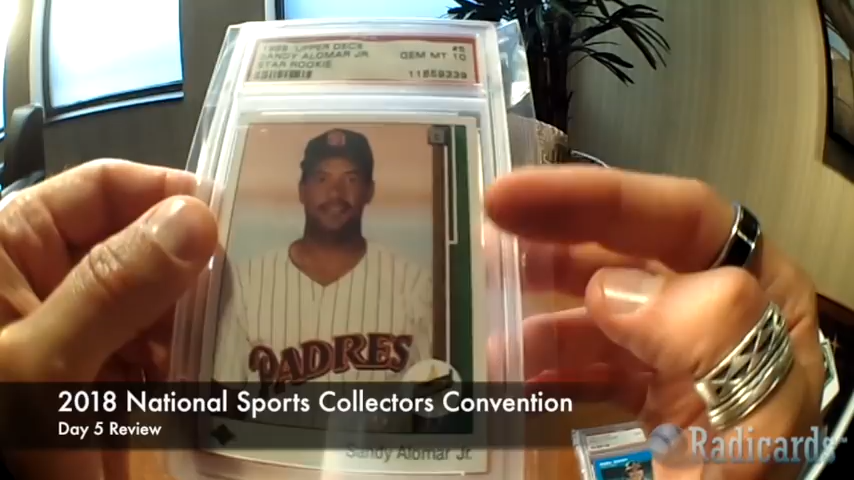 1989 UPPER DECK #5
SANDY ALOMAR JR. GEM MT 10
STAR ROOKIE
11859339
PADRES
2018 National Sports Collectors Convention
Day 5 Review
Sandy Alomar Jr.
Radicards™